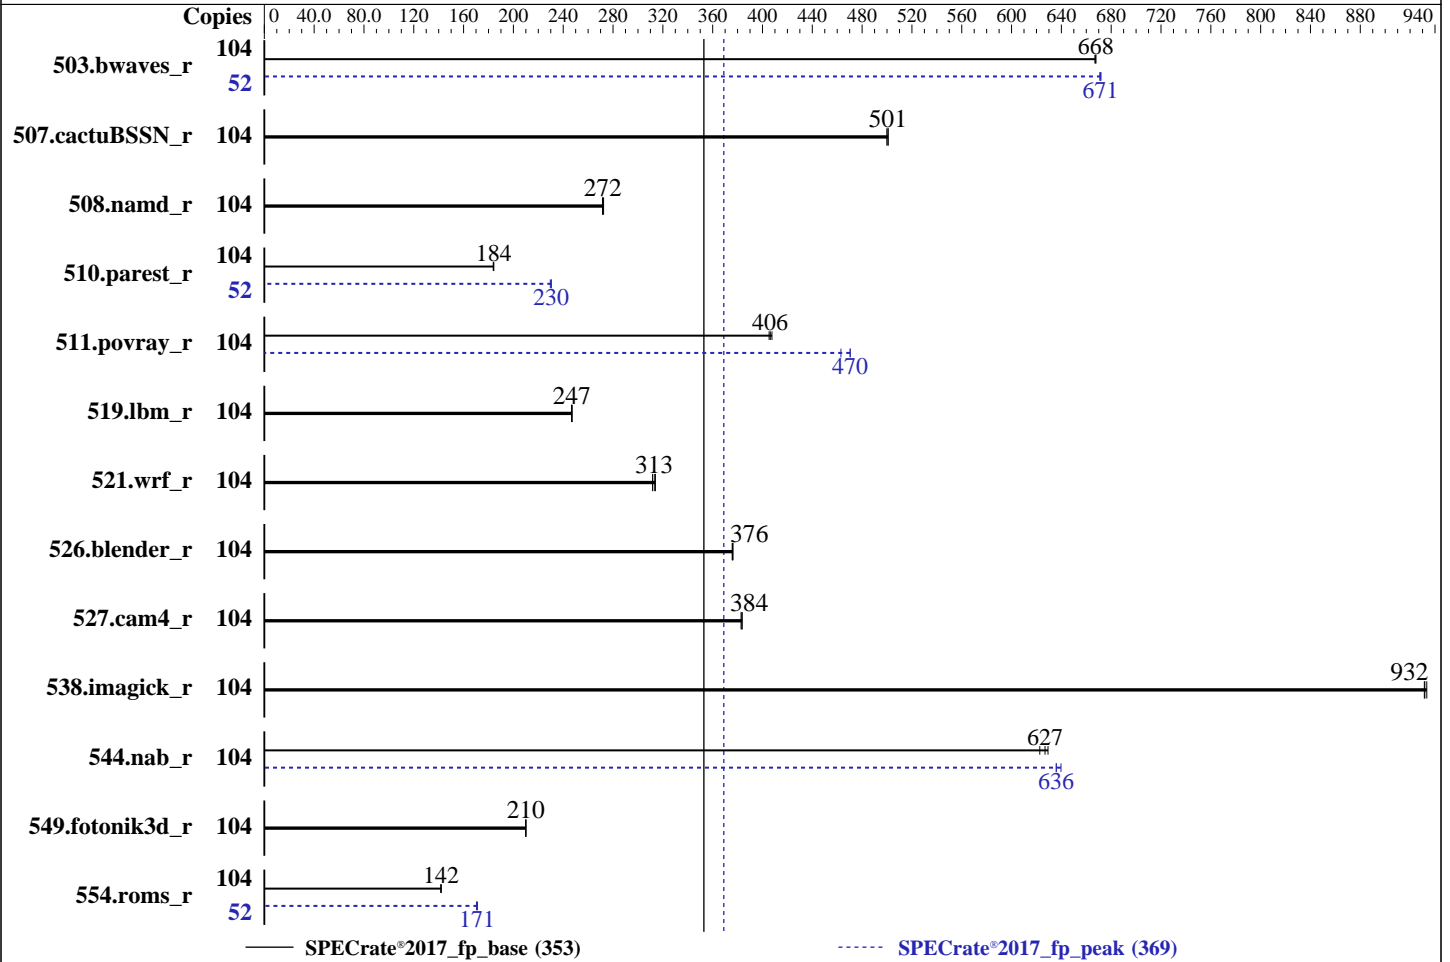 Copies 0 40.0 80.0 120 160 200 240 280 320 360 400 440 480 520 560 600 640 680 720 760 800 840 880 940
503.bwaves_r 104 668
52 671
507.cactuBSSN_r 104 501
508.namd_r 104 272
510.parest_r 104 184
52 230
511.povray_r 104 406
470
519.lbm_r 104 247
521.wrf_r 104 313
526.blender_r 104 376
527.cam4_r 104 384
538.imagick_r 104 932
544.nab_r 104 627
636
549.fotonik3d_r 104 210
554.roms_r 104 142
52 171
SPECrate®2017_fp_base (353) SPECrate®2017_fp_peak (369)